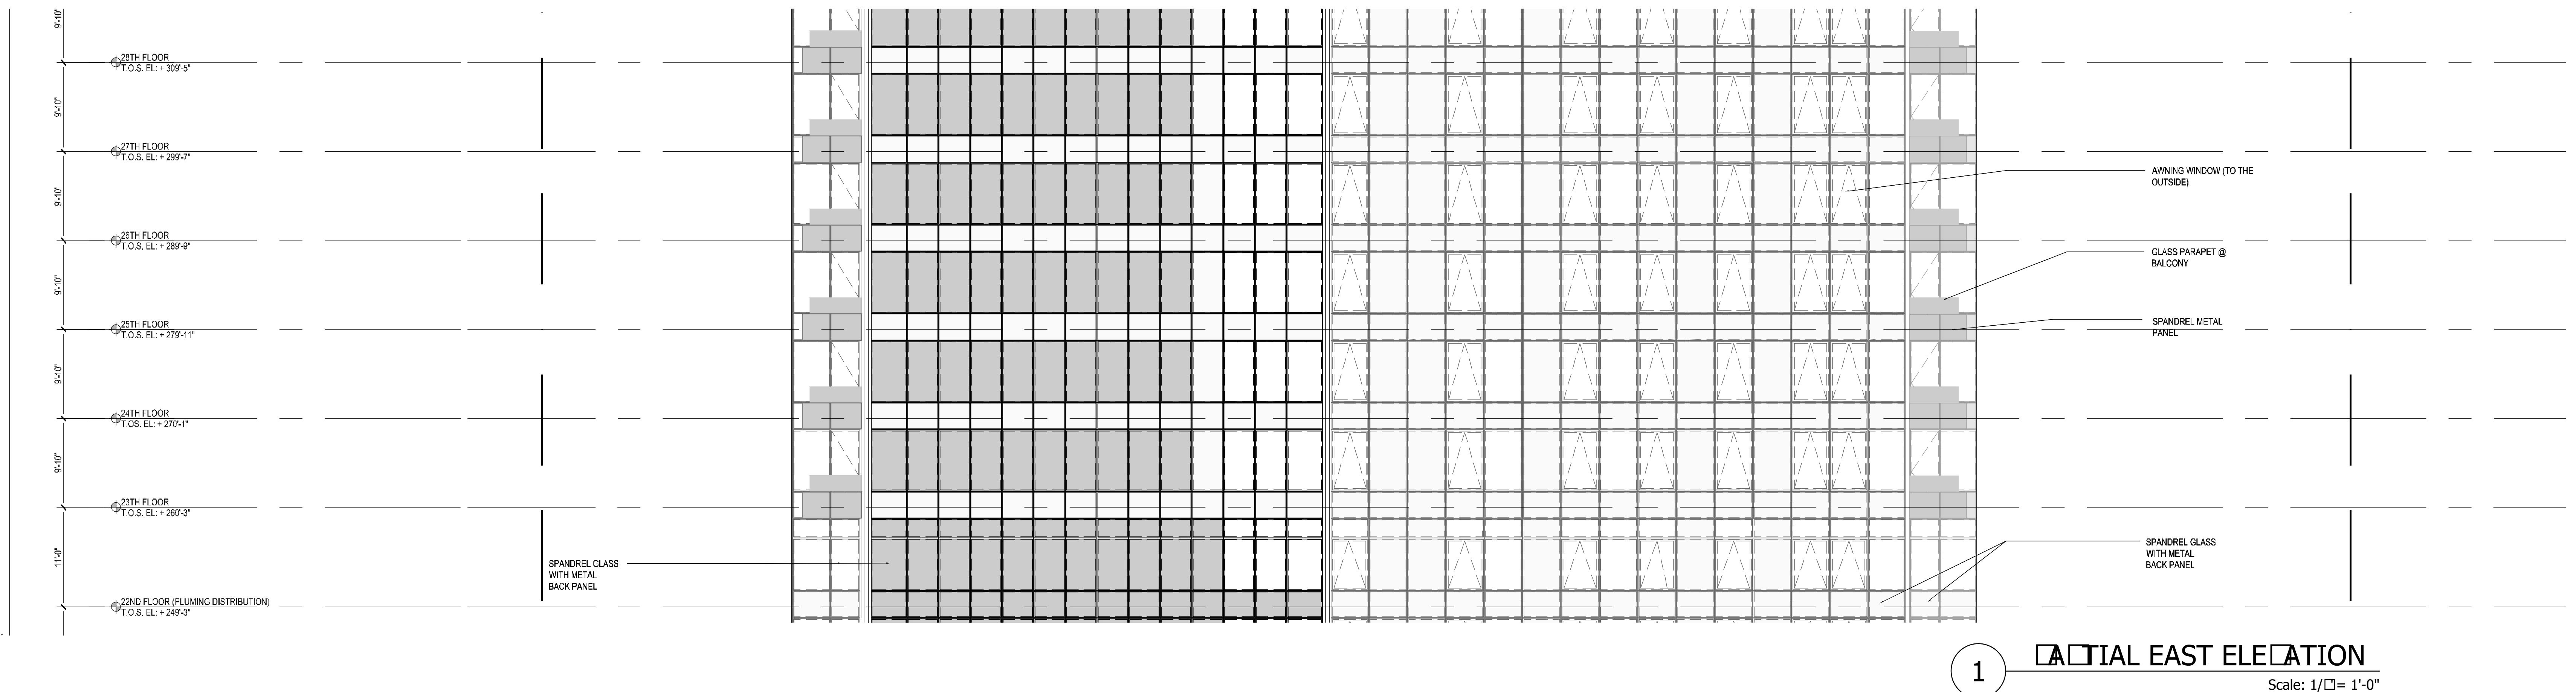 9'-10"
28TH FLOOR
T.O.S. EL: + 309'-5"
9'-10"
27TH FLOOR
T.O.S. EL: + 299'-7"
9'-10"
26TH FLOOR
T.O.S. EL: + 289'-9"
9'-10"
25TH FLOOR
T.O.S. EL: + 279'-11"
9'-10"
24TH FLOOR
T.OS. EL: + 270'-1"
9'-10"
23TH FLOOR
T.O.S. EL: + 260'-3"
11'-0"
22ND FLOOR (PLUMING DISTRIBUTION)
T.O.S. EL: + 249'-3"
SPANDREL GLASS
WITH METAL
BACK PANEL
AWNING WINDOW (TO THE
OUTSIDE)
GLASS PARAPET @
BALCONY
SPANDREL METAL
PANEL
SPANDREL GLASS
WITH METAL
BACK PANEL
1
□A□TIAL EAST ELE□ATION
Scale: 1/□= 1'-0"